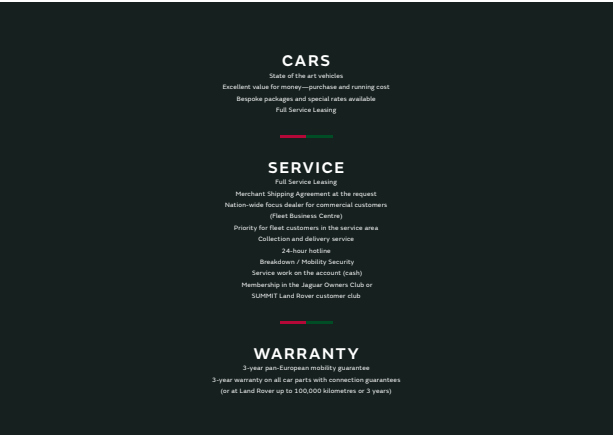 CARS
State of the art vehicles
Excellent value for money—purchase and running cost
Bespoke packages and special rates available
Full Service Leasing
SERVICE
Full Service Leasing
Merchant Shipping Agreement at the request
Nation-wide focus dealer for commercial customers
(Fleet Business Centre)
Priority for fleet customers in the service area
Collection and delivery service
24-hour hotline
Breakdown / Mobility Security
Service work on the account (cash)
Membership in the Jaguar Owners Club or
SUMMIT Land Rover customer club
WARRANTY
3-year pan-European mobility guarantee
3-year warranty on all car parts with connection guarantees
(or at Land Rover up to 100,000 kilometres or 3 years)